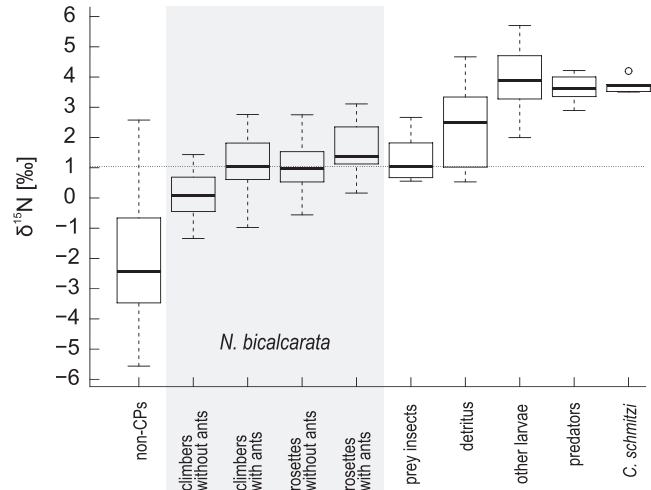 6
5
4
3
2
1
0
−1
−2
−3
−4
−5
−6
δ¹⁵N [‰]
N. bicalcarata
non-CPs
climbers
without ants
climbers
with ants
rosettes
without ants
rosettes
with ants
prey insects
detritus
other larvae
predators
C. schmitzi